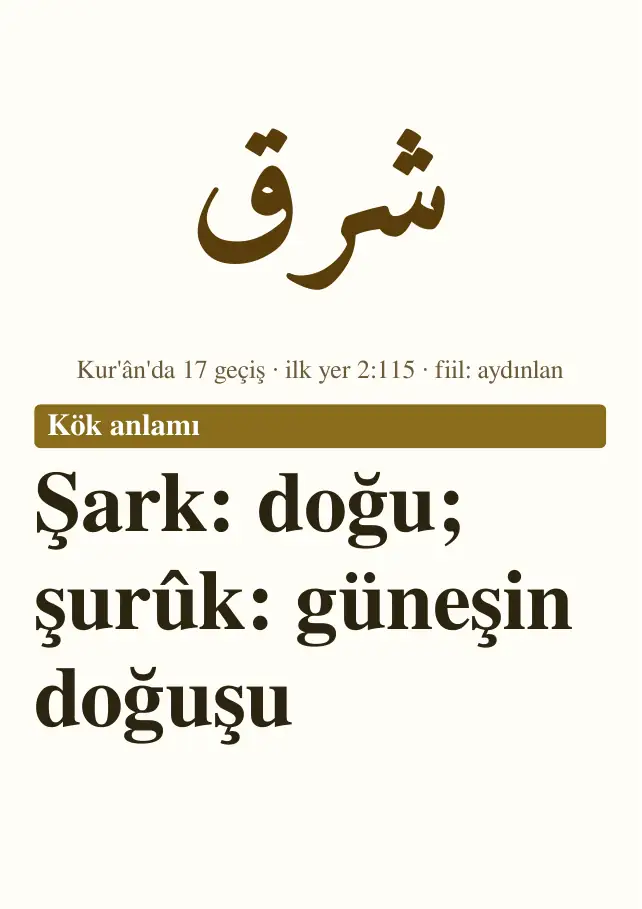 شرق
Kur'ân'da 17 geçiş · ilk yer 2:115 · fiil: aydınlan
Kök anlamı
Şark: doğu;
şurûk: güneşin
doğuşu